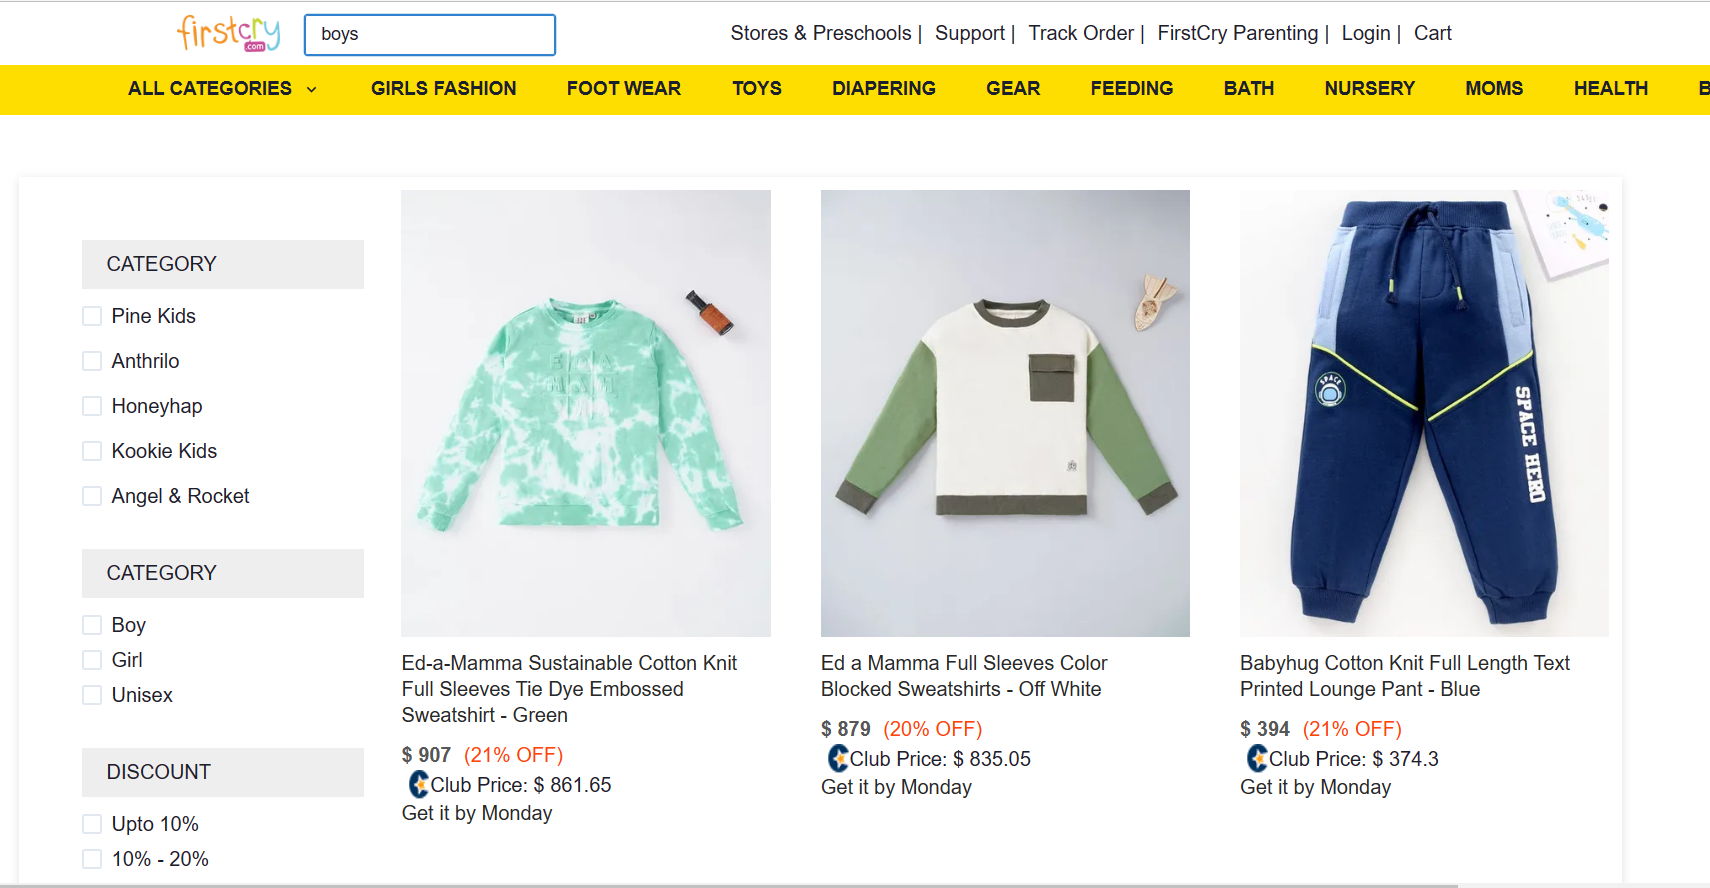 firstcry
.com
boys
Stores & Preschools | Support | Track Order | FirstCry Parenting | Login | Cart
ALL CATEGORIES GIRLS FASHION FOOT WEAR TOYS DIAPERING GEAR FEEDING BATH NURSERY MOMS HEALTH B
CATEGORY
Pine Kids
Anthrilo
Honeyhap
Kookie Kids
Angel & Rocket
CATEGORY
Boy
Girl
Unisex
DISCOUNT
Upto 10%
10% - 20%
Ed-a-Mamma Sustainable Cotton Knit
Full Sleeves Tie Dye Embossed
Sweatshirt - Green
$ 907 (21% OFF)
Club Price: $ 861.65
Get it by Monday
Ed a Mamma Full Sleeves Color
Blocked Sweatshirts - Off White
$ 879 (20% OFF)
Club Price: $ 835.05
Get it by Monday
SPACE
SPACE HERO
Babyhug Cotton Knit Full Length Text
Printed Lounge Pant - Blue
$ 394 (21% OFF)
Club Price: $ 374.3
Get it by Monday